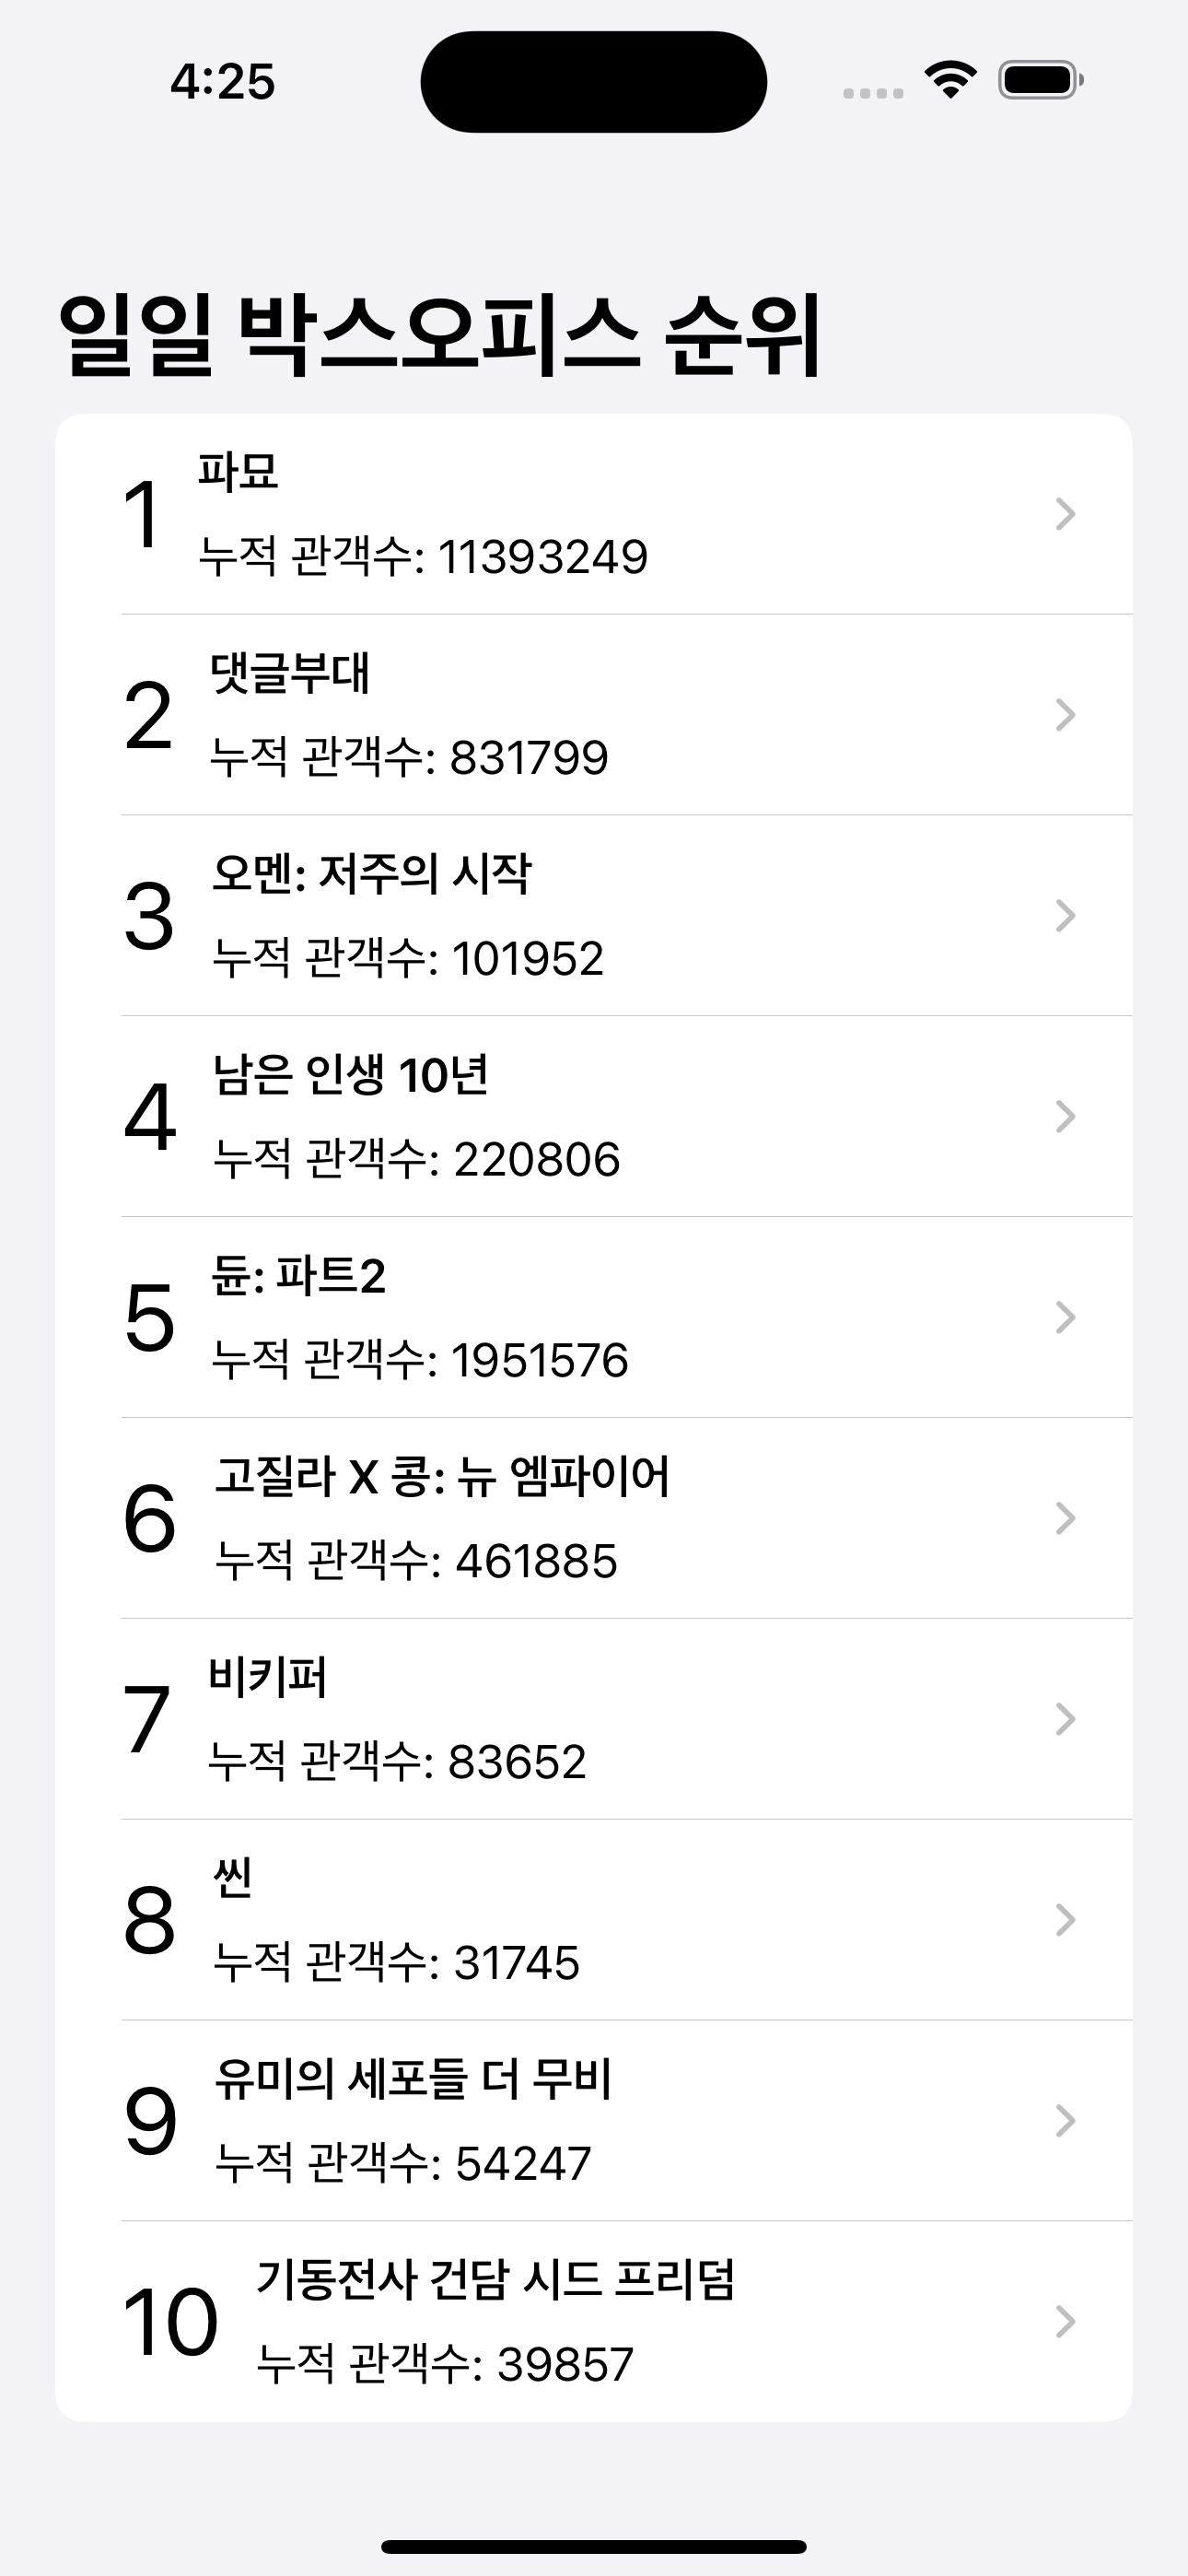 4:25
일일 박스오피스 순위
1
파묘
누적 관객수: 11393249
2
댓글부대
누적 관객수: 831799
3
오멘: 저주의 시작
누적 관객수: 101952
4
남은 인생 10년
누적 관객수: 220806
5
듄: 파트2
누적 관객수: 1951576
6
고질라 X 콩: 뉴 엠파이어
누적 관객수: 461885
7
비키퍼
누적 관객수: 83652
8
씬
누적 관객수: 31745
9
유미의 세포들 더 무비
누적 관객수: 54247
10
기동전사 건담 시드 프리덤
누적 관객수: 39857